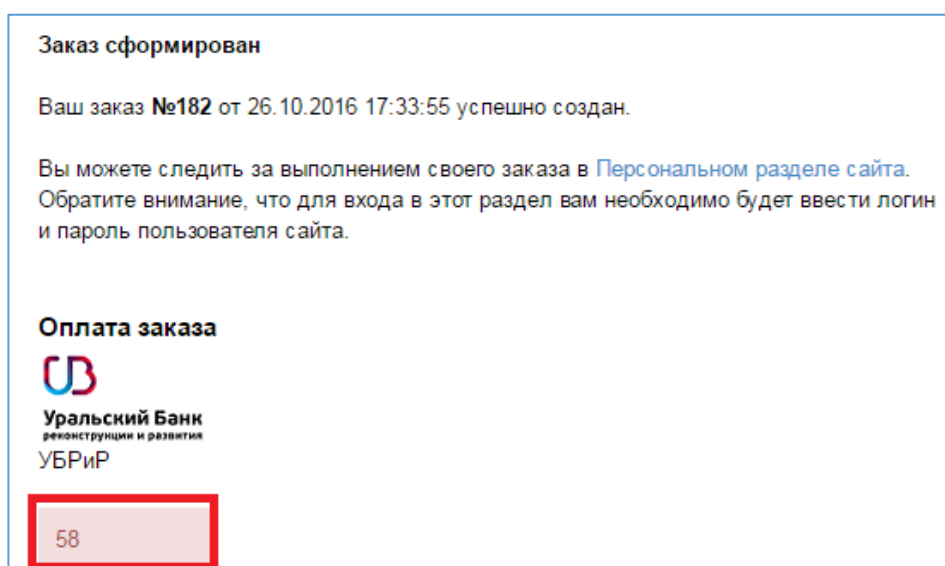 Заказ сформирован
Ваш заказ №182 от 26.10.2016 17:33:55 успешно создан.
Вы можете следить за выполнением своего заказа в Персональном разделе сайта.
Обратите внимание, что для входа в этот раздел вам необходимо будет ввести логин
и пароль пользователя сайта.
Оплата заказа
UB
Уральский Банк
реконструкции и развития
УБРиР
58